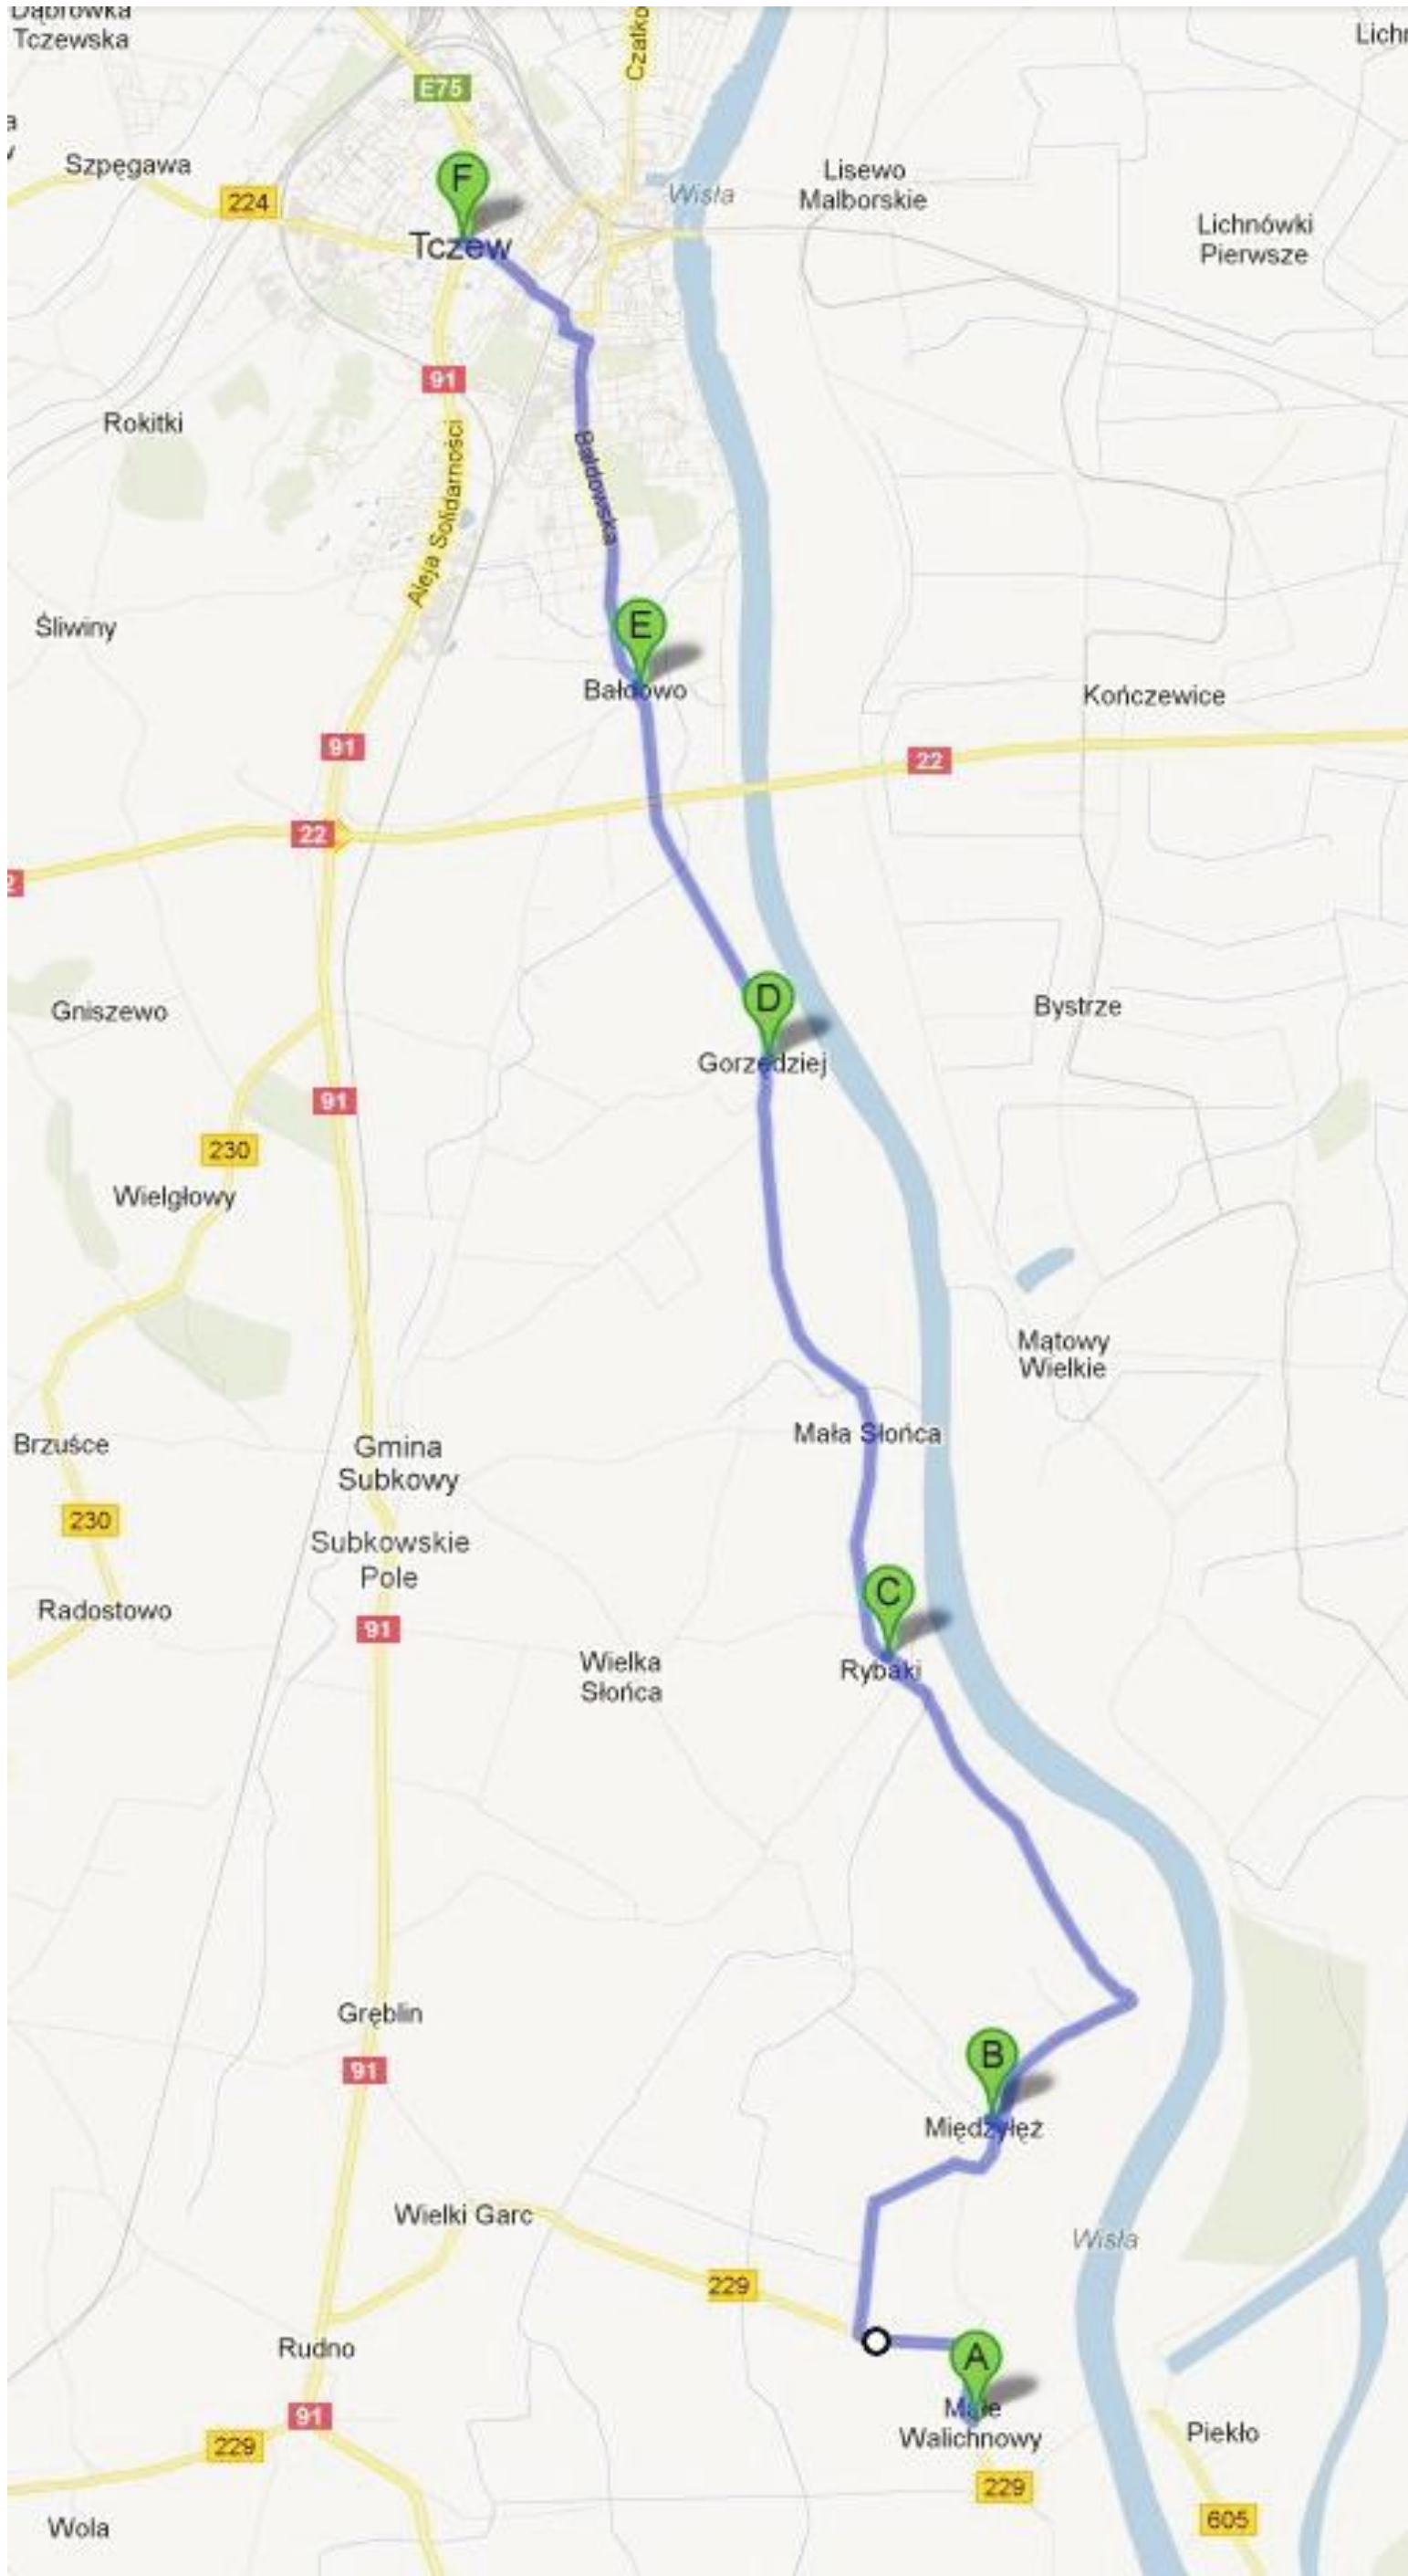 Dąbrówka
Tczewska
Czatko
Lich
E75
Szpęgawa
224
F
Wisła
Lisewo
Malborskie
Lichnówki
Pierwsze
Tczew
91
Rokitki
Bałdowska
Aleja Solidarności
Śliwiny
E
Bałdowo
Kończewice
91
22
22
2
Gniszewo
D
Bystrze
Gorzędziej
91
230
Wielgłowy
Mątowy
Wielkie
Mała Słońca
Brzuśce
Gmina
Subkowy
230
Subkowskie
Pole
C
Radostowo
91
Wielka
Słońca
Rybaki
Gręblin
91
B
Międzyłęż
Wielki Garc
Wisła
229
Rudno
A
91
Małe
Walichnowy
229
Piekło
229
605
Wola